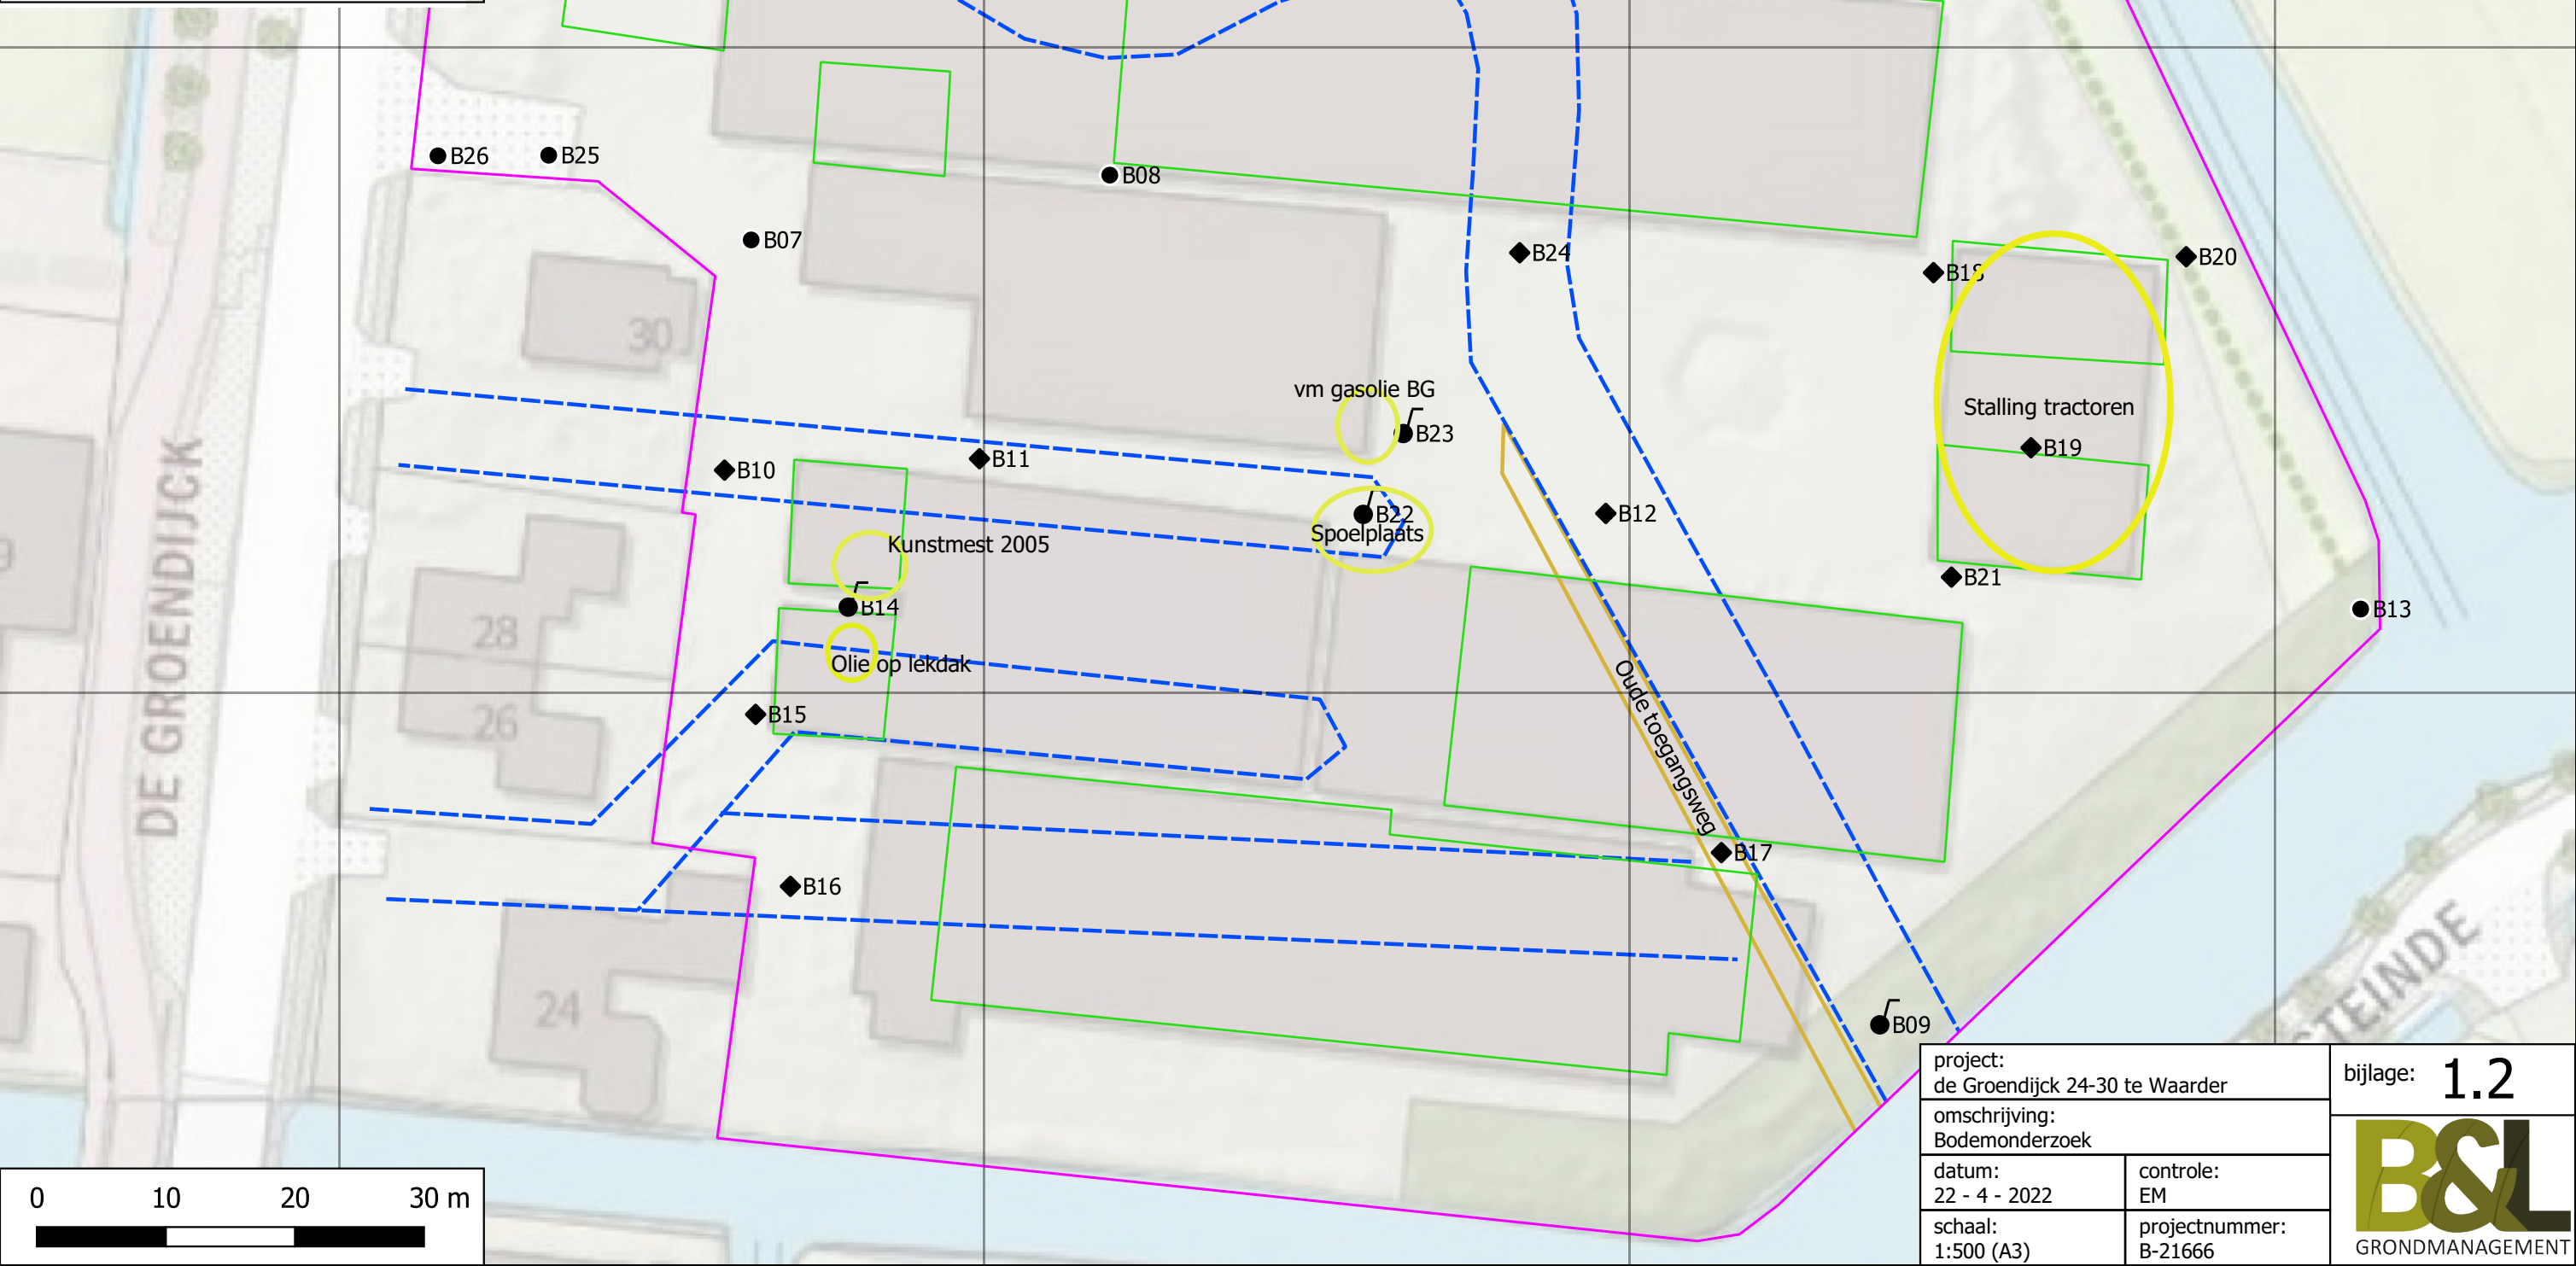 B26
B25
B08
B07
B24
B18
B20
30
vm gasolie BG
B23
Stalling tractoren
B19
B10
B11
B22
Spoelplaats
B12
Kunstmest 2005
B14
B21
B13
28
Olie op lekdak
26
B15
DE GROENDIJCK
Oude toegangsweg
B17
B16
24
B09
STEINDE
0 10 20 30 m
project:
de Groendijck 24-30 te Waarder
omschrijving:
Bodemonderzoek
datum:
22 - 4 - 2022
controle:
EM
schaal:
1:500 (A3)
projectnummer:
B-21666
bijlage: 1.2
B&L
GRONDMANAGEMENT